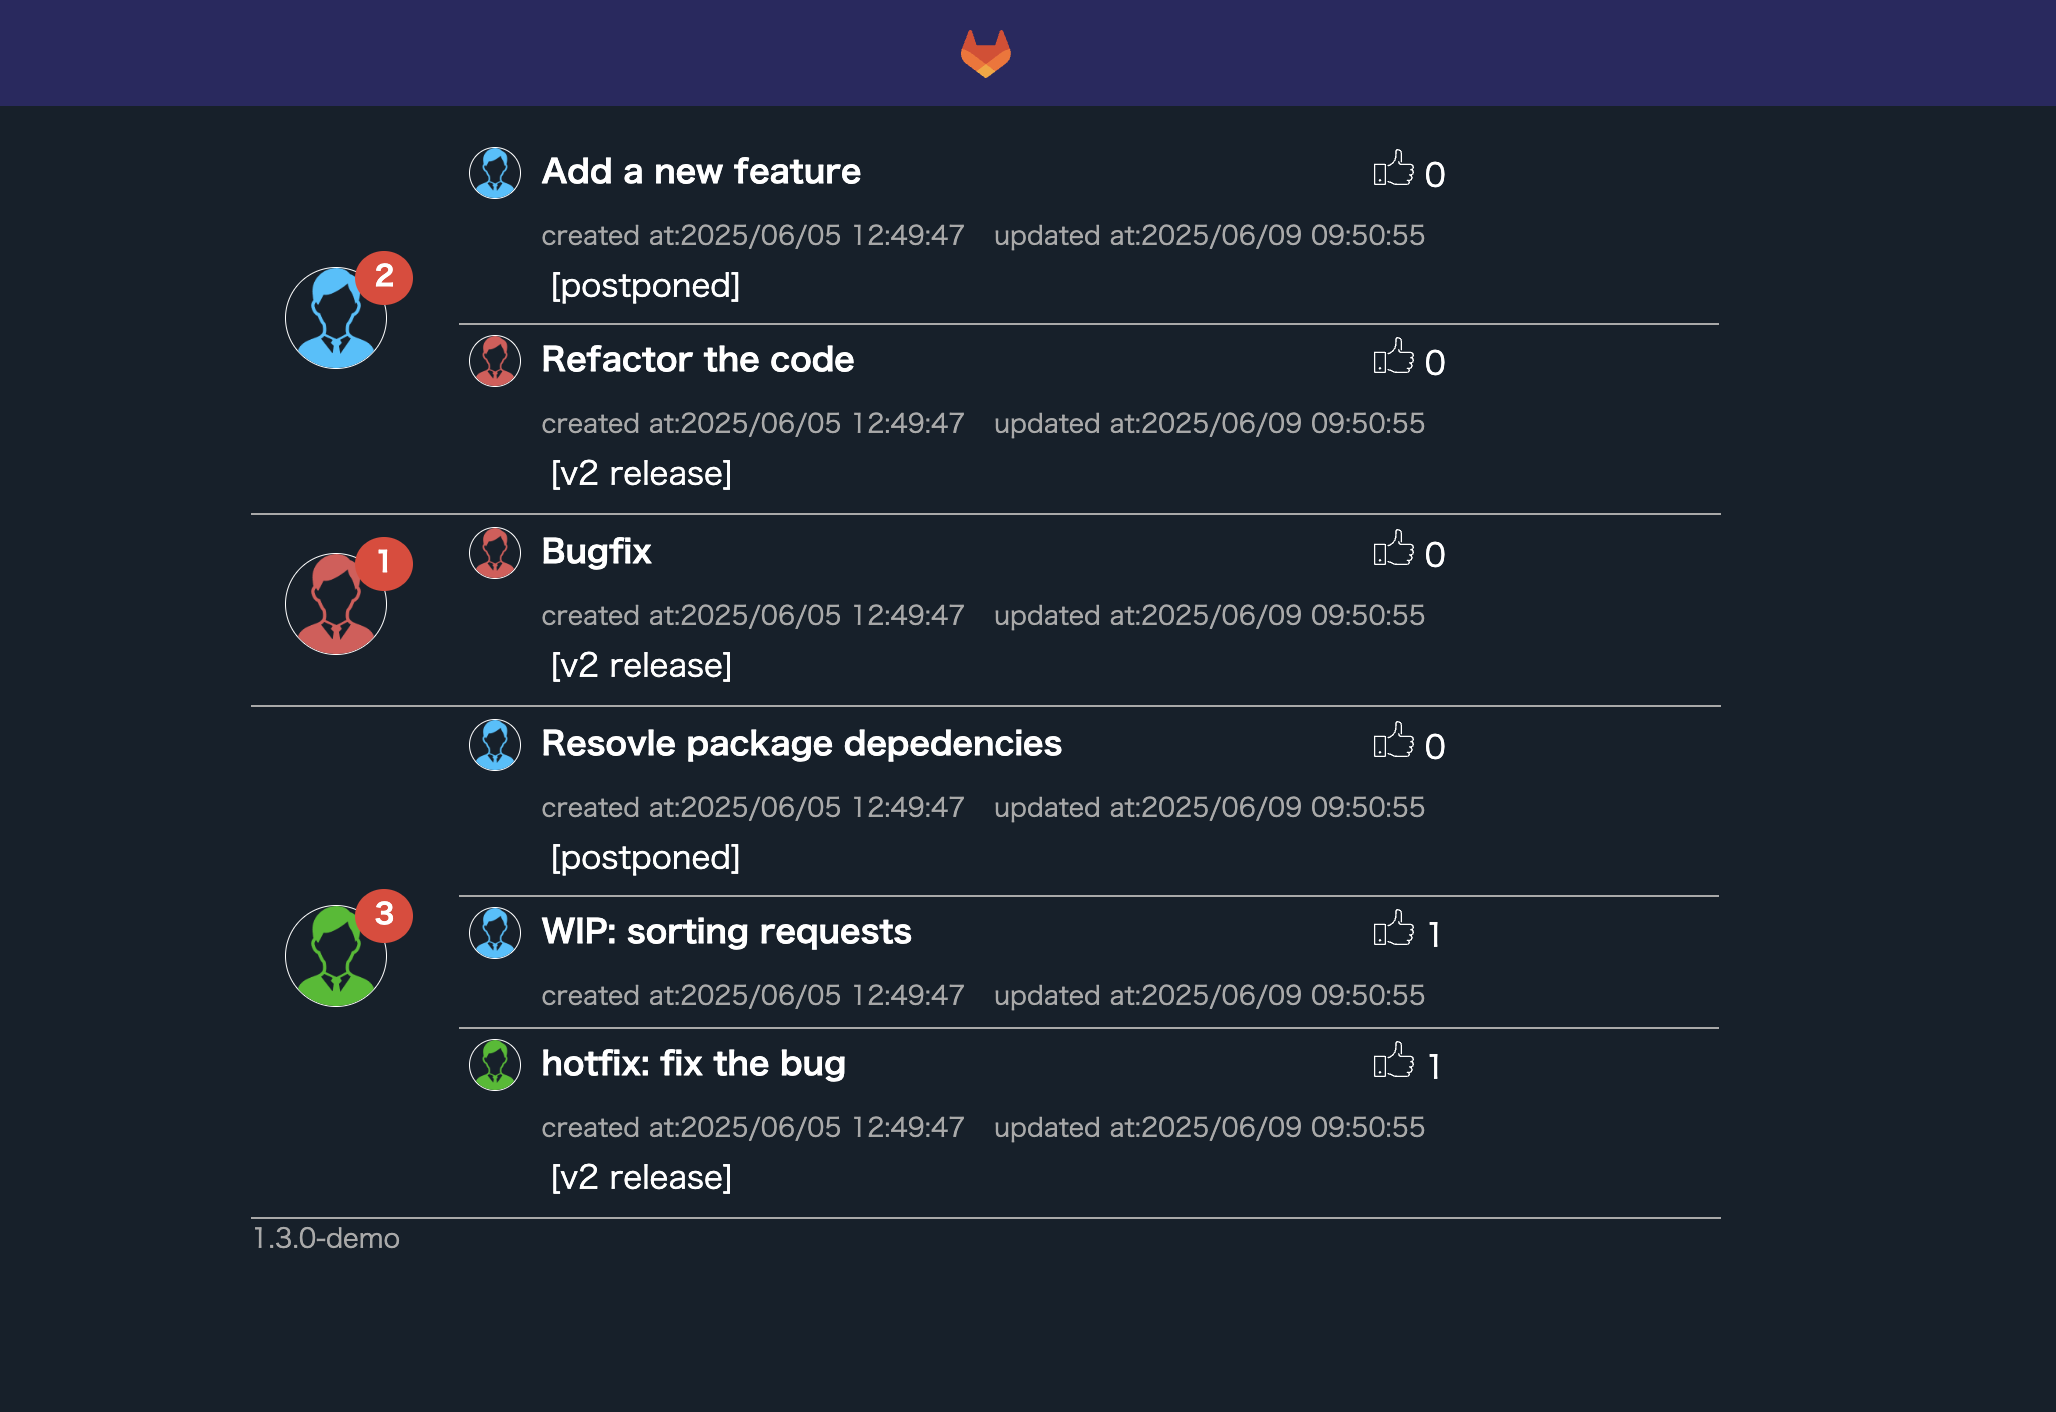 Add a new feature 0
created at:2025/06/05 12:49:47 updated at:2025/06/09 09:50:55
2
[postponed]
Refactor the code 0
created at:2025/06/05 12:49:47 updated at:2025/06/09 09:50:55
[v2 release]
1
Bugfix 0
created at:2025/06/05 12:49:47 updated at:2025/06/09 09:50:55
[v2 release]
Resovle package depedencies 0
created at:2025/06/05 12:49:47 updated at:2025/06/09 09:50:55
[postponed]
3
WIP: sorting requests 1
created at:2025/06/05 12:49:47 updated at:2025/06/09 09:50:55
hotfix: fix the bug 1
created at:2025/06/05 12:49:47 updated at:2025/06/09 09:50:55
[v2 release]
1.3.0-demo